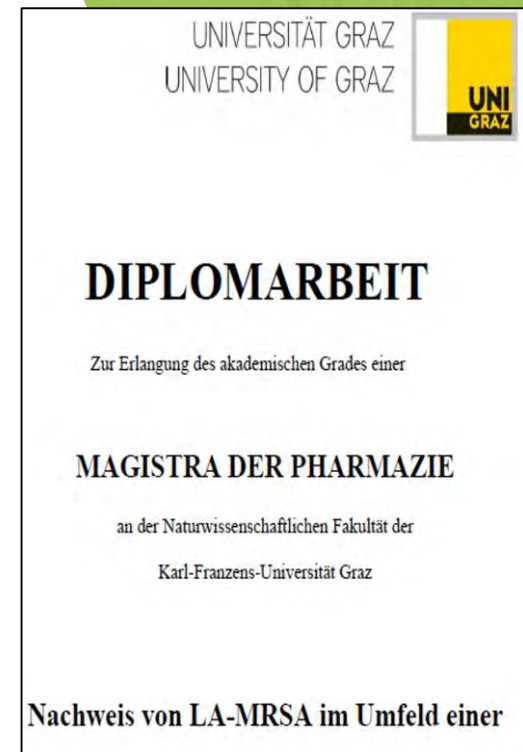 UNIVERSITÄT GRAZ
UNIVERSITY OF GRAZ
UNI
GRAZ
DIPLOMARBEIT
Zur Erlangung des akademischen Grades einer
MAGISTRA DER PHARMAZIE
an der Naturwissenschaftlichen Fakultät der
Karl-Franzens-Universität Graz
Nachweis von LA-MRSA im Umfeld einer